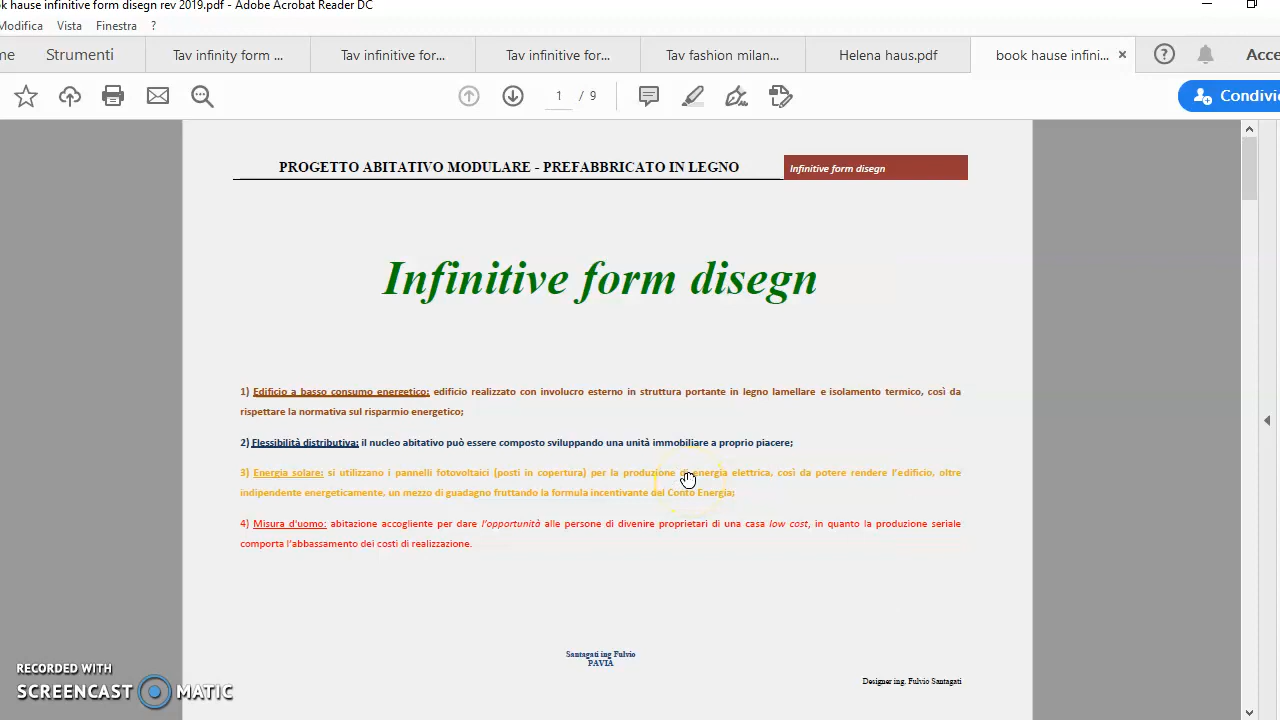 k hause infinitive form disegn rev 2019.pdf - Adobe Acrobat Reader DC
Modifica Vista Finestra ?
me Strumenti Tav infinity form ... Tav infinitive for... Tav infinitive for... Tav fashion milan... Helena haus.pdf book hause infini... × ? Acce
1 / 9 Condivi
PROGETTO ABITATIVO MODULARE - PREFABBRICATO IN LEGNO Infinitive form disegn
Infinitive form disegn
1) Edificio a basso consumo energetico: edificio realizzato con involucro esterno in struttura portante in legno lamellare e isolamento termico, così da
rispettare la normativa sul risparmio energetico;
2) Flessibilità distributiva: il nucleo abitativo può essere composto sviluppando una unità immobiliare a proprio piacere;
3) Energia solare: si utilizzano i pannelli fotovoltaici (posti in copertura) per la produzione di energia elettrica, così da potere rendere l'edificio, oltre
indipendente energeticamente, un mezzo di guadagno fruttando la formula incentivante del Conto Energia;
4) Misura d'uomo: abitazione accogliente per dare l'opportunità alle persone di divenire proprietari di una casa low cost, in quanto la produzione seriale
comporta l'abbassamento dei costi di realizzazione.
Santagati ing Fulvio
PAVIA
Designer ing. Fulvio Santagati
RECORDED WITH
SCREENCAST MATIC